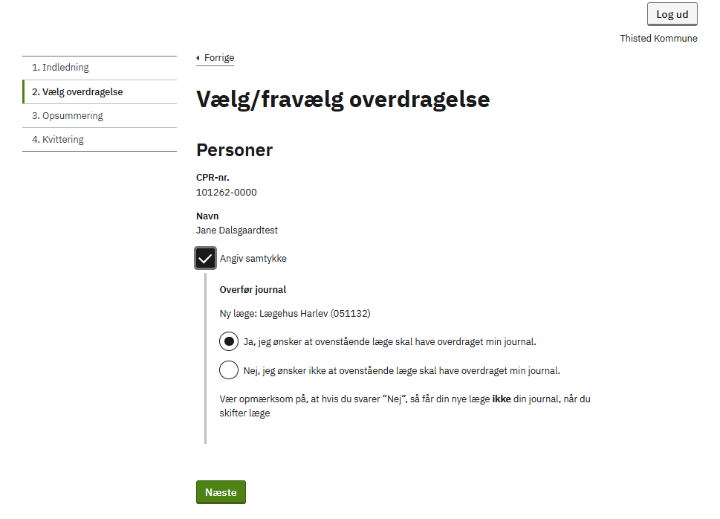 Log ud
Thisted Kommune
1. Indledning
2. Vælg overdragelse
3. Opsummering
4. Kvittering
Forrige
Vælg/fravælg overdragelse
Personer
CPR-nr.
101262-0000
Navn
Jane Dalsgaardtest
Angiv samtykke
Overfør journal
Ny læge: Lægehus Harlev (051132)
Ja, jeg ønsker at ovenstående læge skal have overdraget min journal.
Nej, jeg ønsker ikke at ovenstående læge skal have overdraget min journal.
Vær opmærksom på, at hvis du svarer "Nej", så får din nye læge ikke din journal, når du
skifter læge
Næste